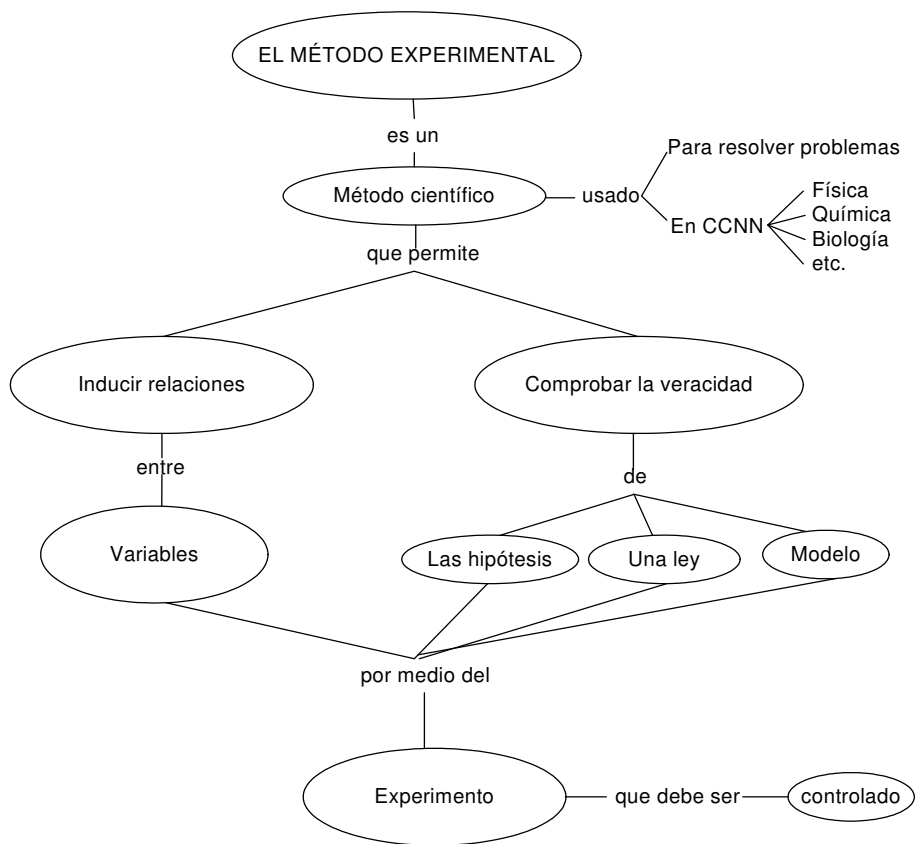 EL MÉTODO EXPERIMENTAL
es un
Método científico
usado
Para resolver problemas
En CCNN
Física
Química
Biología
etc.
que permite
Inducir relaciones
Comprobar la veracidad
entre
de
Variables
Las hipótesis
Una ley
Modelo
por medio del
Experimento
que debe ser
controlado